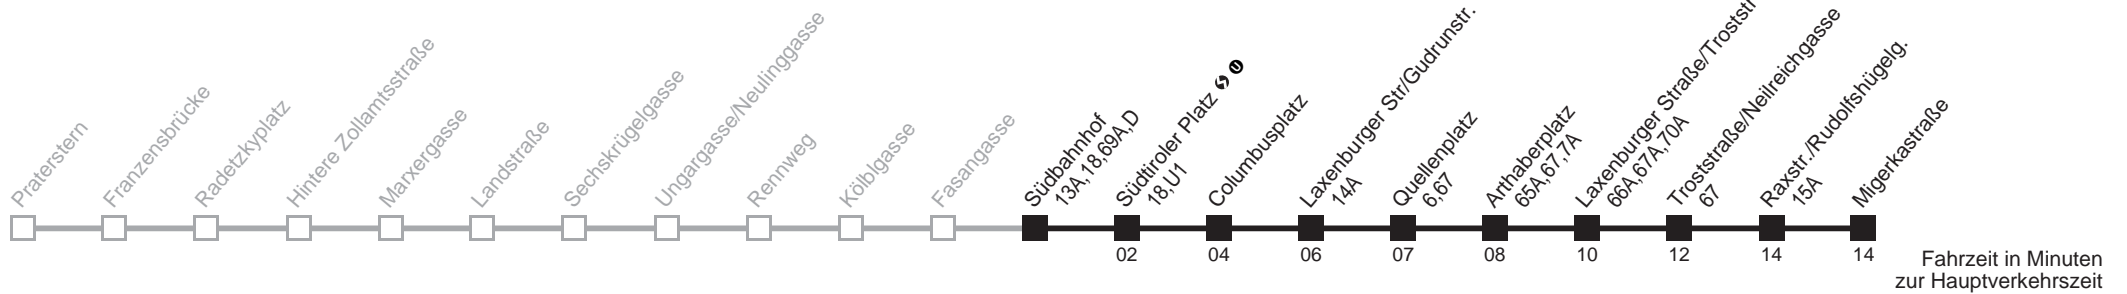 Praterstern
Franzensbrücke
Radetzkyplatz
Hintere Zollamtsstraße
Marxergasse
Landstraße
Sechskrügelgasse
Ungargasse/Neulinggasse
Rennweg
Kölblgasse
Fasangasse
Südbahnhof
13A,18,69A,D
Südtiroler Platz
18,U1
Columbusplatz
Laxenburger Str/Gudrunstr.
14A
Quellenplatz
6,67
Arthaberplatz
65A,67,7A
Laxenburger Straße/Troststr
66A,67A,70A
Troststraße/Neilreichgasse
67
Raxstr./Rudolfshügelg.
15A
Migerkastraße
02 04 06 07 08 10 12 14 14
Fahrzeit in Minuten
zur Hauptverkehrszeit